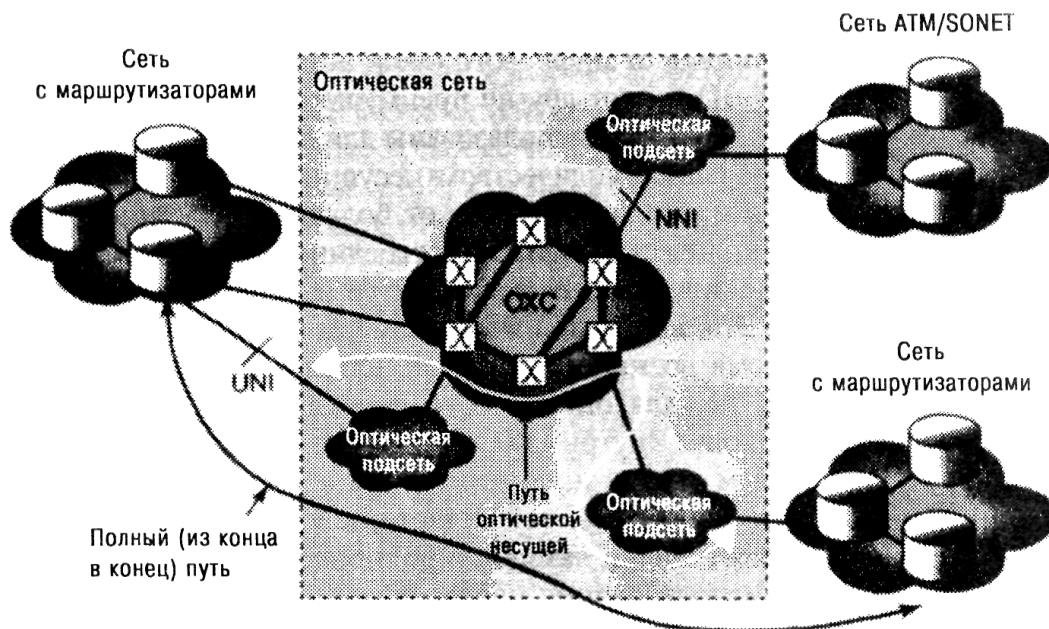 Сеть ATM/SONET
Сеть
с маршрутизаторами
Оптическая сеть
Оптическая
подсеть
NNI
X
X
X
OXC
X
X
X
UNI
Сеть
с маршрутизаторами
Оптическая
подсеть
Путь
оптической
несущей
Оптическая
подсеть
Полный (из конца
в конец) путь